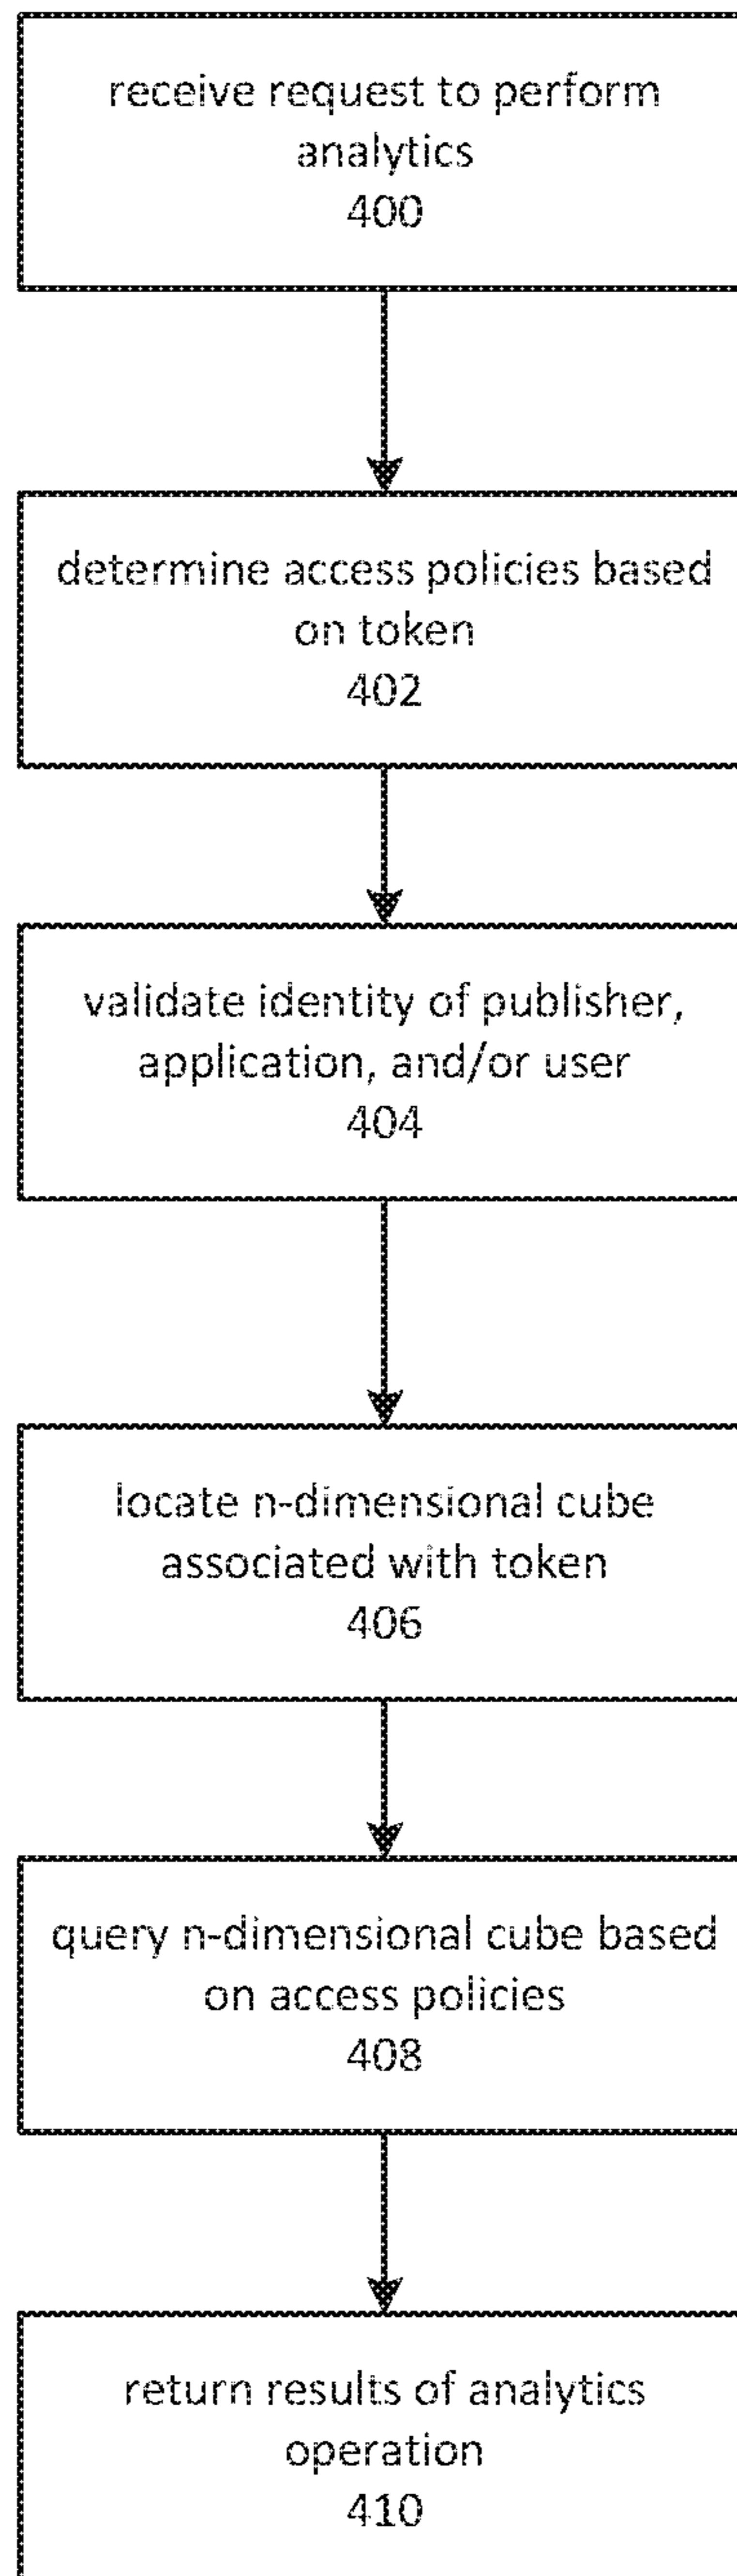 receive request to perform
analytics
400
determine access policies based
on token
402
validate identity of publisher,
application, and/or user
404
locate n-dimensional cube
associated with token
406
query n-dimensional cube based
on access policies
408
return results of analytics
operation
410